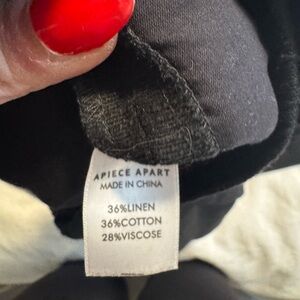 APIECE APART
MADE IN CHINA
36%LINEN
36%COTTON
28%VISCOSE